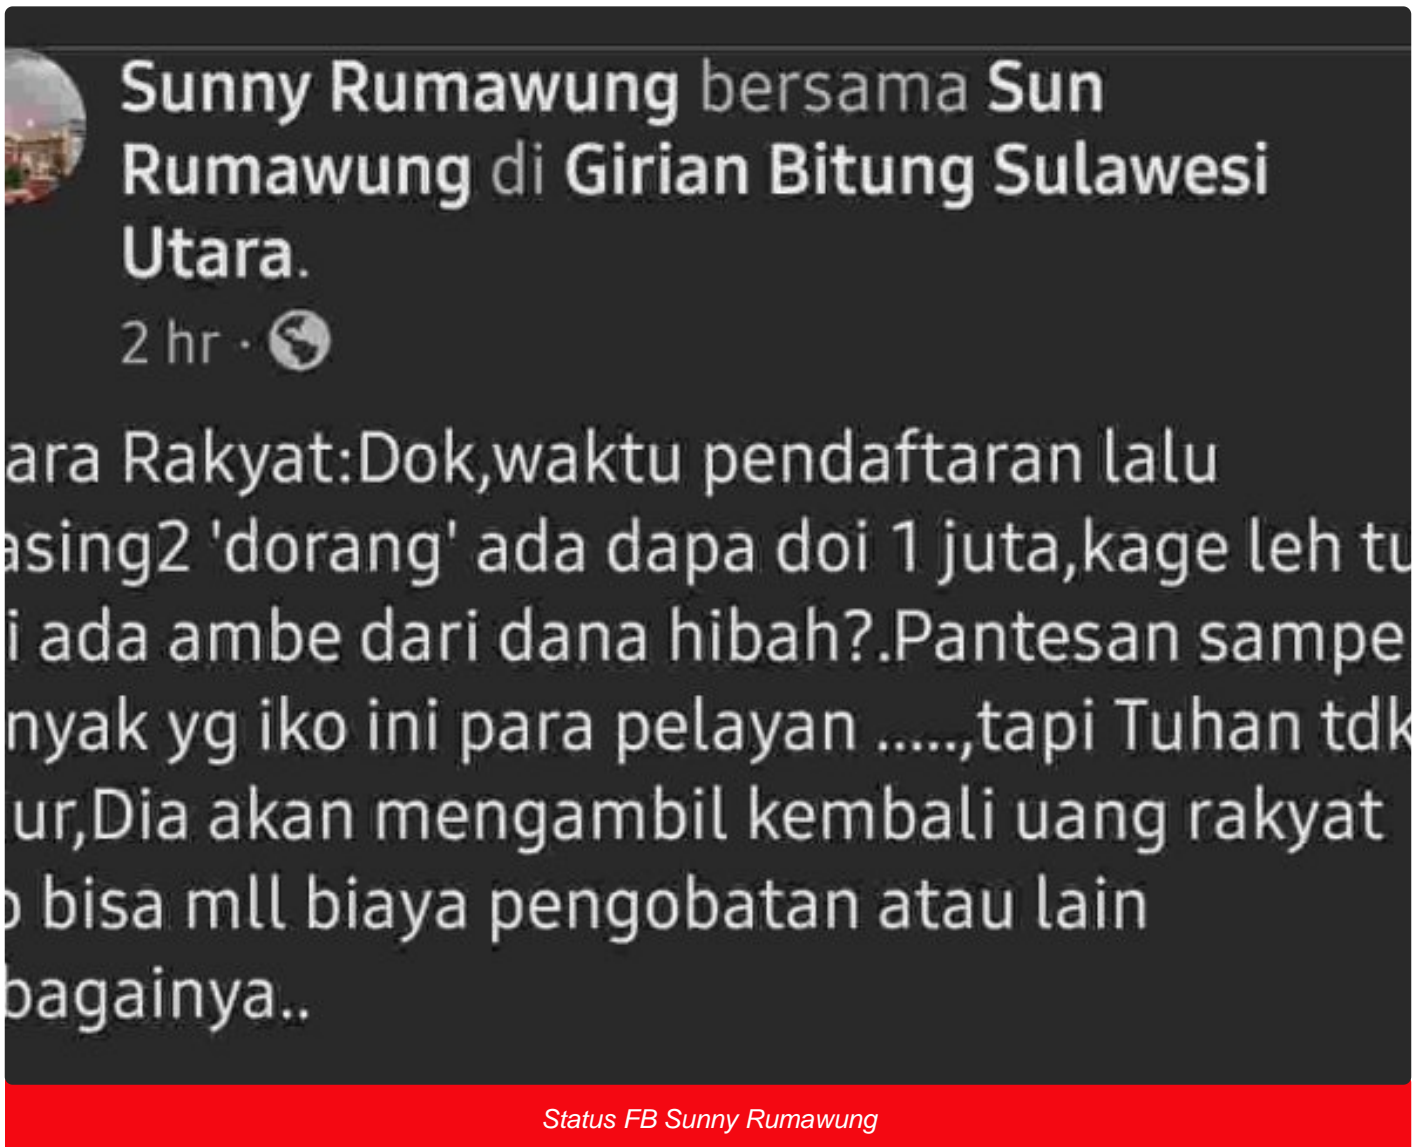 Sunny Rumawung bersama Sun
Rumawung di Girian Bitung Sulawesi
Utara.
2 hr ·
ara Rakyat:Dok,waktu pendaftaran lalu
asing2 'dorang' ada dapa doi 1 juta,kage leh tu
i ada ambe dari dana hibah?.Pantesan sampe
nyak yg iko ini para pelayan .....,tapi Tuhan tdk
ur,Dia akan mengambil kembali uang rakyat
bisa mll biaya pengobatan atau lain
bagainya..
Status FB Sunny Rumawung